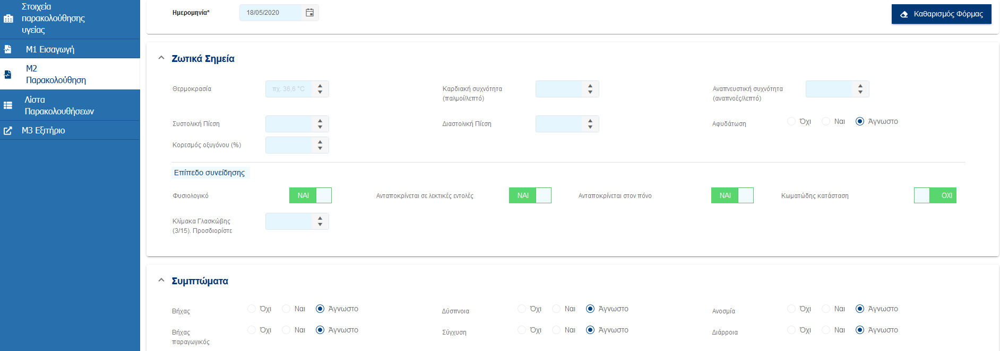 Στοιχεία
παρακολούθησης
υγείας
Μ1 Εισαγωγή
Μ2
Παρακολούθηση
Λίστα
Παρακολουθήσεων
Μ3 Εξιτήριο
Ημερομηνία* 18/05/2020
Καθαρισμός Φόρμας
Ζωτικά Σημεία
Θερμοκρασία πχ. 36,6 °C
Καρδιακή συχνότητα
(παλμοί/λεπτό)
Αναπνευστική συχνότητα
(αναπνοές/λεπτό)
Συστολική Πίεση
Διαστολική Πίεση
Αφυδάτωση Όχι Ναι Άγνωστο
Κορεσμός οξυγόνου (%)
Επίπεδο συνείδησης
Φυσιολογικό ΝΑΙ
Ανταποκρίνεται σε λεκτικές εντολές ΝΑΙ
Ανταποκρίνεται στον πόνο ΝΑΙ
Κωματώδης κατάσταση ΟΧΙ
Κλίμακα Γλασκώβης
(3/15). Προσδιορίστε
Συμπτώματα
Βήχας Όχι Ναι Άγνωστο
Δύσπνοια Όχι Ναι Άγνωστο
Ανοσμία Όχι Ναι Άγνωστο
Βήχας
παραγωγικός Όχι Ναι Άγνωστο
Σύγχυση Όχι Ναι Άγνωστο
Διάρροια Όχι Ναι Άγνωστο